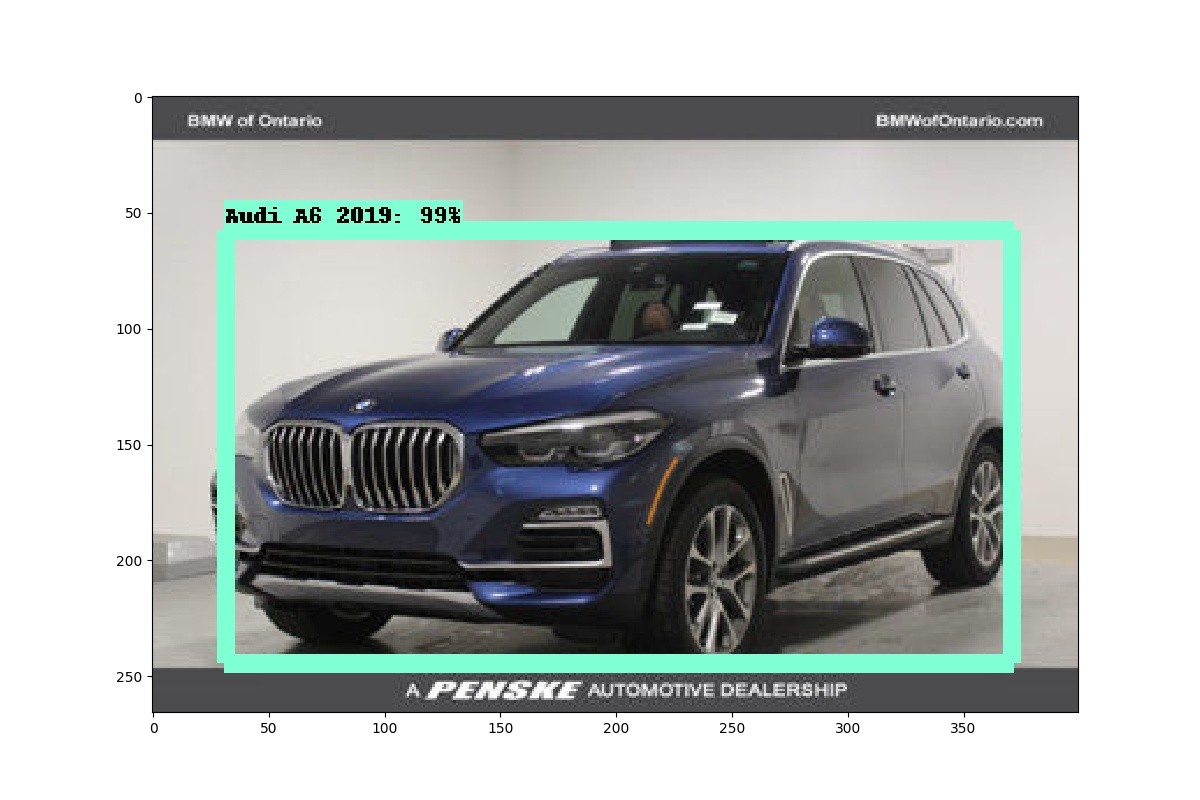 0
BMW of Ontario
BMWofOntario.com
50
Audi A6 2019: 99%
100
150
200
250
A PENSKE AUTOMOTIVE DEALERSHIP
0 50 100 150 200 250 300 350